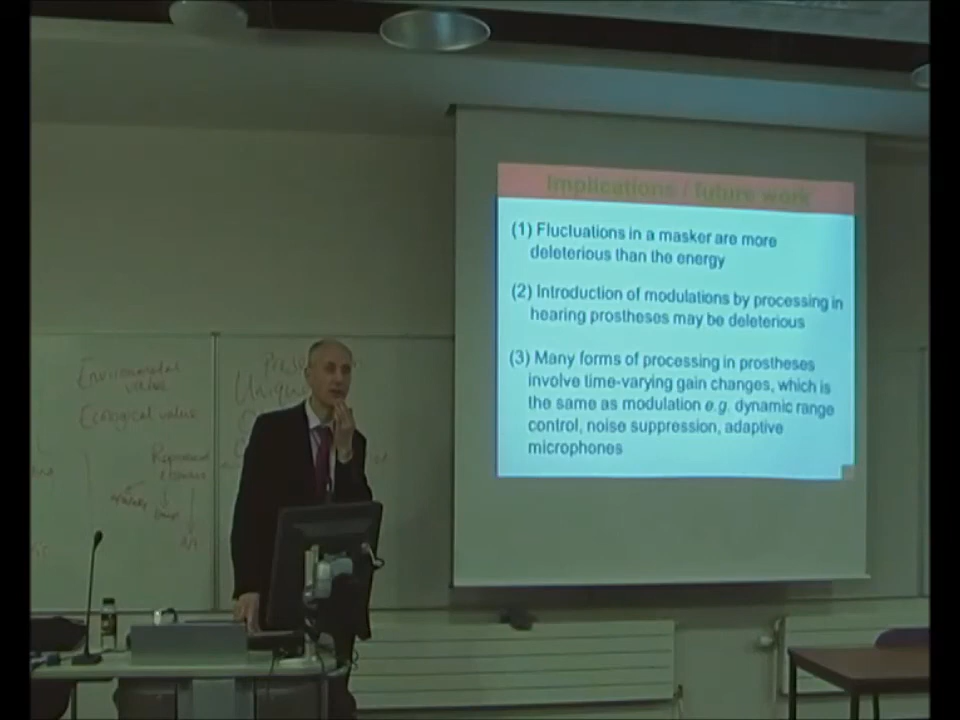 Implications / future work
(1) Flucluations in a masker are more
deleterious than the energy
(2) Introduction of modulations by processing in
hearing prostheses may be deleterious
(3) Many forms of processing in prostheses
involve time-varying gain changes, which is
the same as modulation e.g. dynamic range
control, noise suppression, adaptive
microphones
Environmental
value
Ecological value